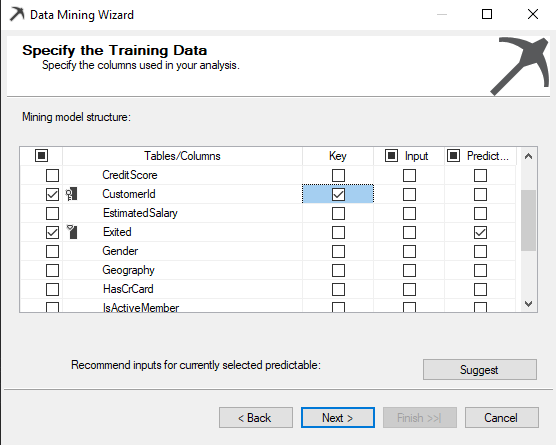 Data Mining Wizard
Specify the Training Data
Specify the columns used in your analysis.
Mining model structure:
Tables/Columns Key Input Predict...
CreditScore
CustomerId
EstimatedSalary
Exited
Gender
Geography
HasCrCard
IsActiveMember
Recommend inputs for currently selected predictable: Suggest
< Back Next > Finish >>| Cancel